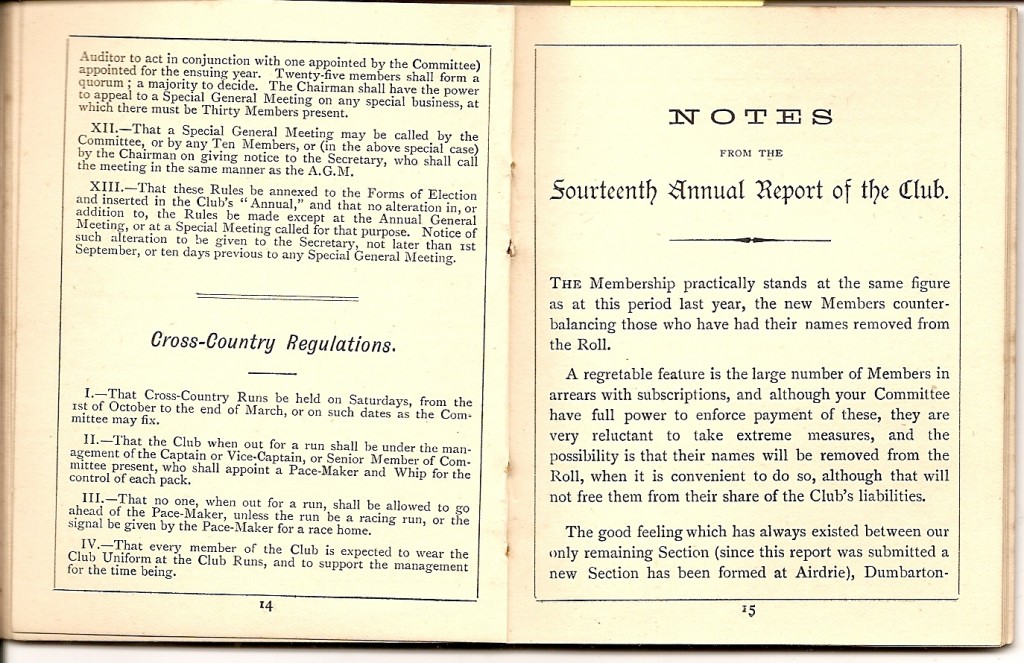 Auditor to act in conjunction with one appointed by the Committee)
appointed for the ensuing year. Twenty-five members shall form a
quorum ; a majority to decide. The Chairman shall have the power
to appeal to a Special General Meeting on any special business, at
which there must be Thirty Members present.
XII.—That a Special General Meeting may be called by the
Committee, or by any Ten Members, or (in the above special case)
by the Chairman on giving notice to the Secretary, who shall call
the meeting in the same manner as the A.G.M.
XIII.—That these Rules be annexed to the Forms of Election
and inserted in the Club's “ Annual,” and that no alteration in, or
addition to, the Rules be made except at the Annual General
Meeting, or at a Special Meeting called for that purpose. Notice of
such alteration to be given to the Secretary, not later than 1st
September, or ten days previous to any Special General Meeting.
Cross-Country Regulations.
I.—That Cross-Country Runs be held on Saturdays, from the
1st of October to the end of March, or on such dates as the Com-
mittee may fix.
II.—That the Club when out for a run shall be under the man-
agement of the Captain or Vice-Captain, or Senior Member of Com-
mittee present, who shall appoint a Pace-Maker and Whip for the
control of each pack.
III.—That no one, when out for a run, shall be allowed to go
ahead of the Pace-Maker, unless the run be a racing run, or the
signal be given by the Pace-Maker for a race home.
IV.—That every member of the Club is expected to wear the
Club Uniform at the Club Runs, and to support the management
for the time being.
14
NOTES
FROM THE
Fourteenth Annual Report of the Club.
THE Membership practically stands at the same figure
as at this period last year, the new Members counter-
balancing those who have had their names removed from
the Roll.
A regretable feature is the large number of Members in
arrears with subscriptions, and although your Committee
have full power to enforce payment of these, they are
very reluctant to take extreme measures, and the
possibility is that their names will be removed from the
Roll, when it is convenient to do so, although that will
not free them from their share of the Club's liabilities.
The good feeling which has always existed between our
only remaining Section (since this report was submitted a
new Section has been formed at Airdrie), Dumbarton-
15